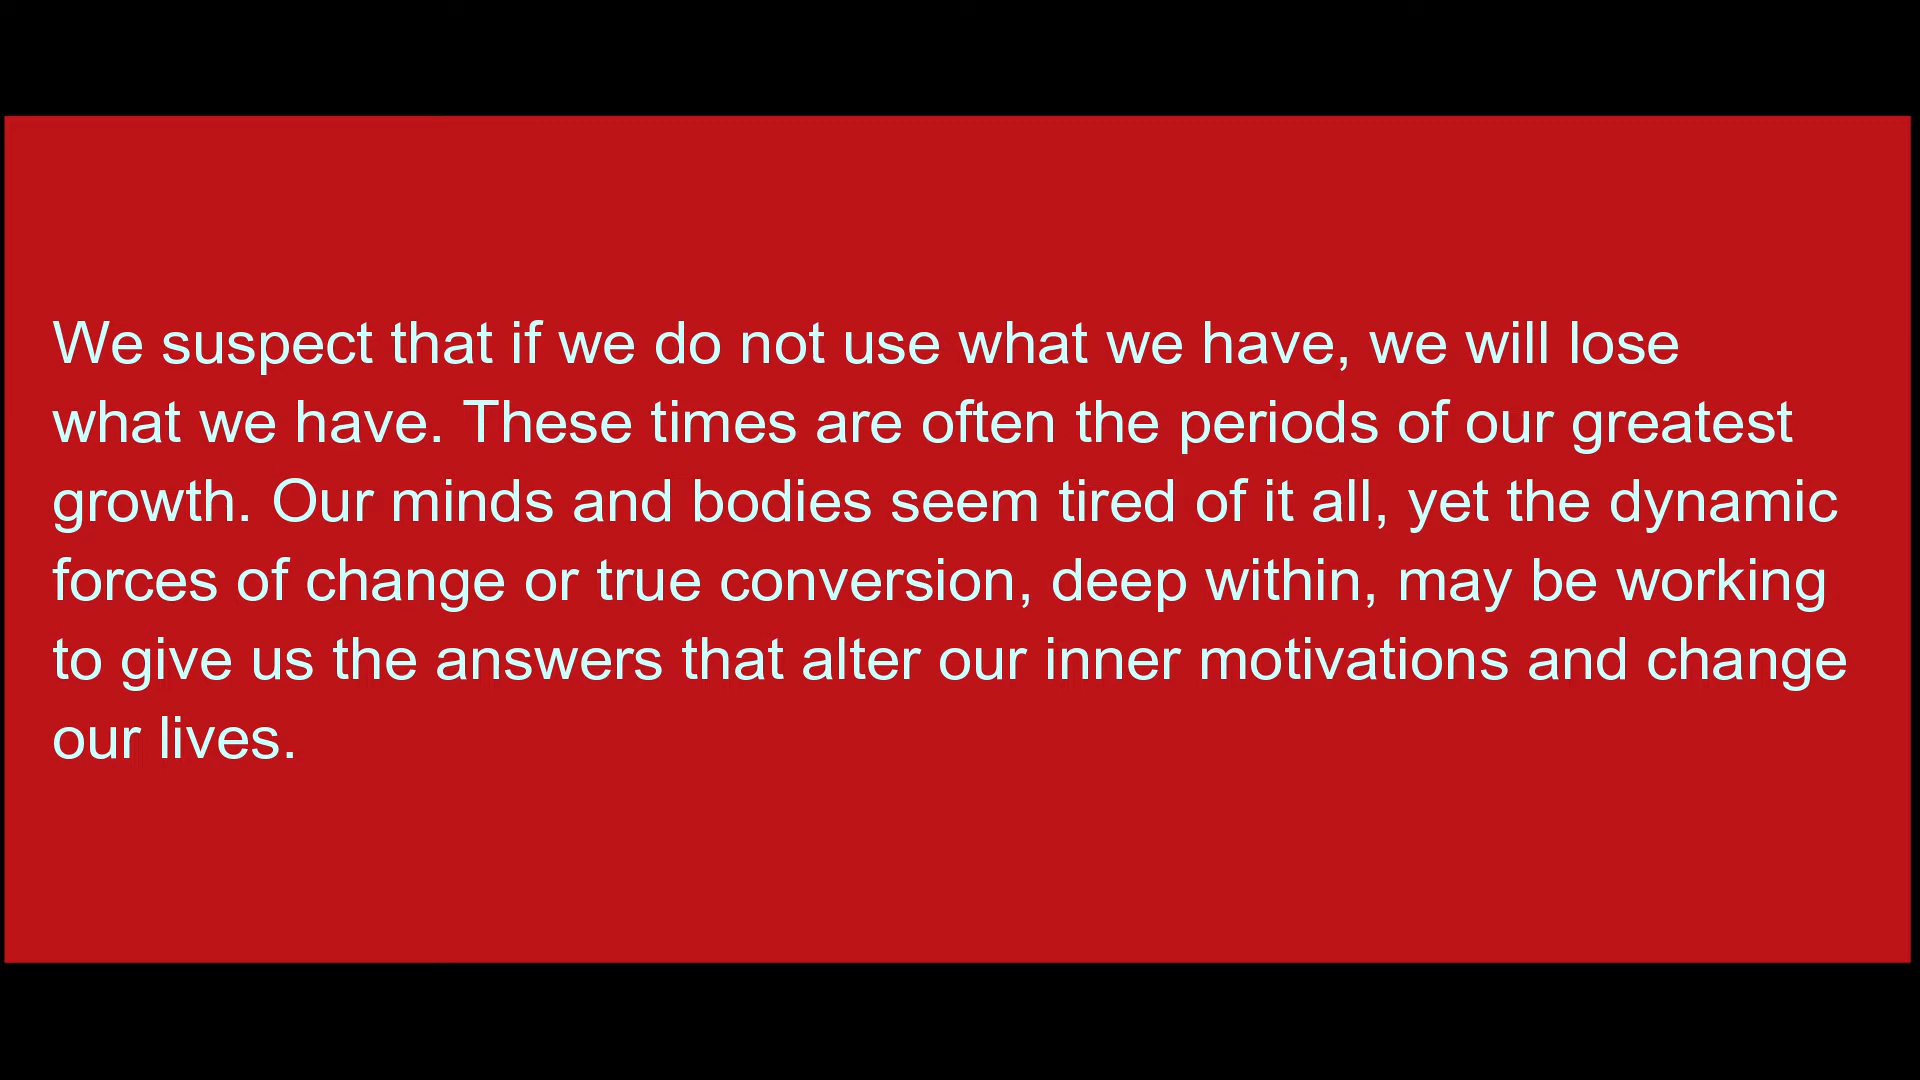 We suspect that if we do not use what we have, we will lose
what we have. These times are often the periods of our greatest
growth. Our minds and bodies seem tired of it all, yet the dynamic
forces of change or true conversion, deep within, may be working
to give us the answers that alter our inner motivations and change
our lives.